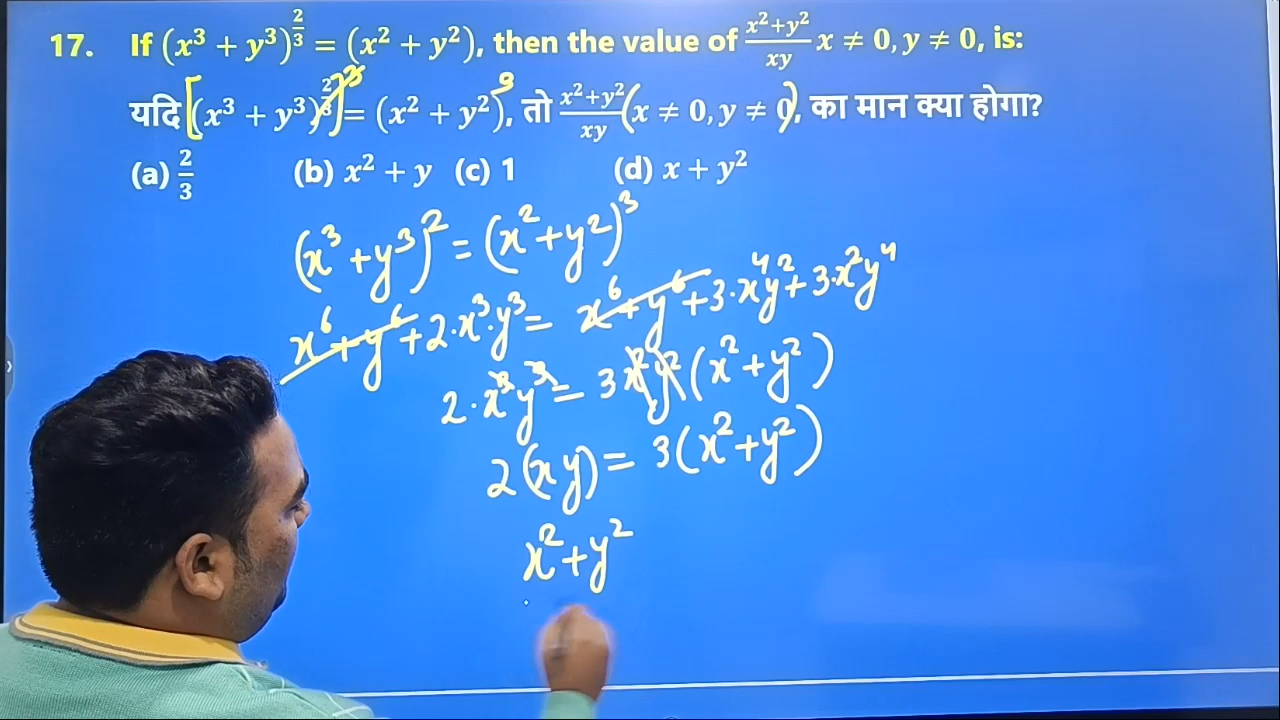 17. If (x³ + y³)^(2/3) = (x² + y²), then the value of (x²+y²)/(xy) x ≠ 0, y ≠ 0, is:
यदि [(x³ + y³)^(2/3)]³ = (x² + y²)³, तो (x²+y²)/(xy) (x ≠ 0, y ≠ 0), का मान क्या होगा?
(a) 2/3 (b) x² + y (c) 1 (d) x + y²
(x³ + y³)² = (x² + y²)³
x⁶ + y⁶ + 2·x³·y³ = x⁶ + y⁶ + 3·x⁴y² + 3·x²y⁴
2·x³y³ = 3x²y²(x² + y²)
2(xy) = 3(x² + y²)
x² + y²